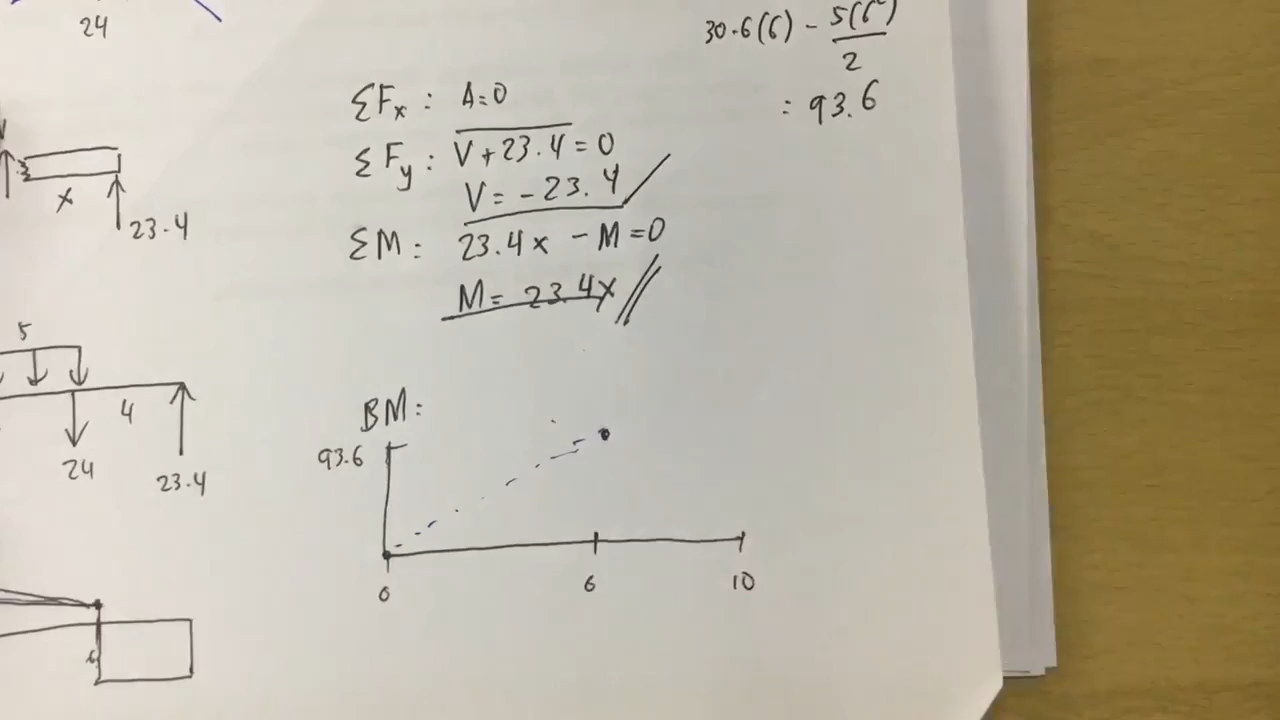 24
30.6(6) - 5(6²)
2
: 93.6
ΣFx : A=0
ΣFy : V+23.4=0
V= -23.4
x
23.4
ΣM: 23.4x - M=0
M= 23.4x
5
4
24
23.4
BM:
93.6
0
6
10